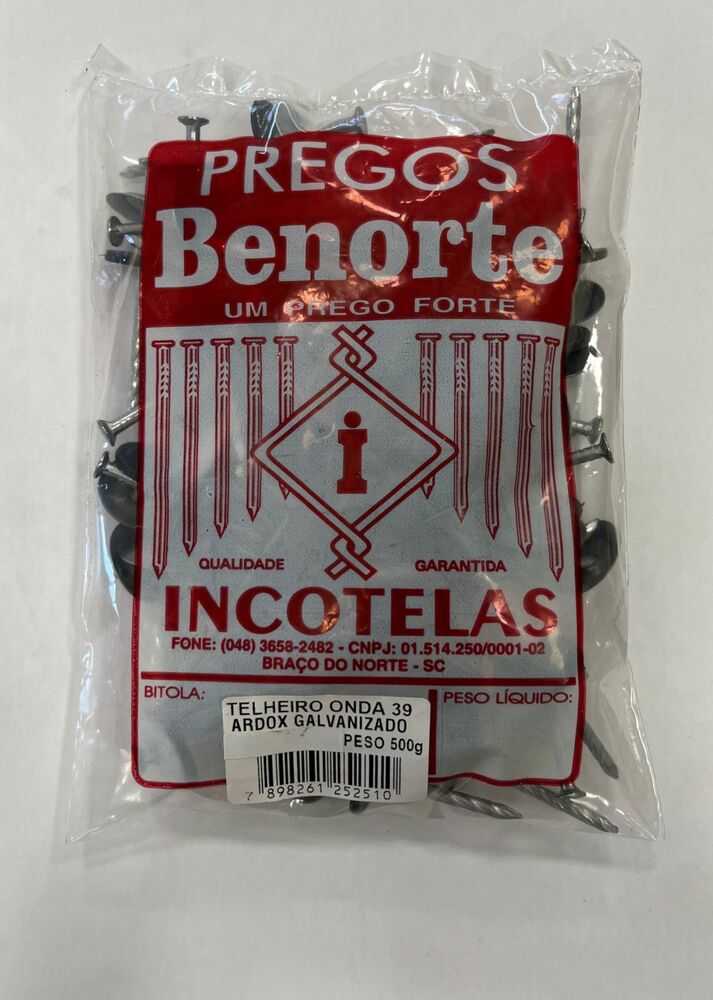 PREGOS
Benorte
UM PREGO FORTE
i
QUALIDADE GARANTIDA
INCOTELAS
FONE: (048) 3658-2482 - CNPJ: 01.514.250/0001-02
BRAÇO DO NORTE - SC
BITOLA: PESO LÍQUIDO:
TELHEIRO ONDA 39
ARDOX GALVANIZADO
PESO 500g
7 898261 252510